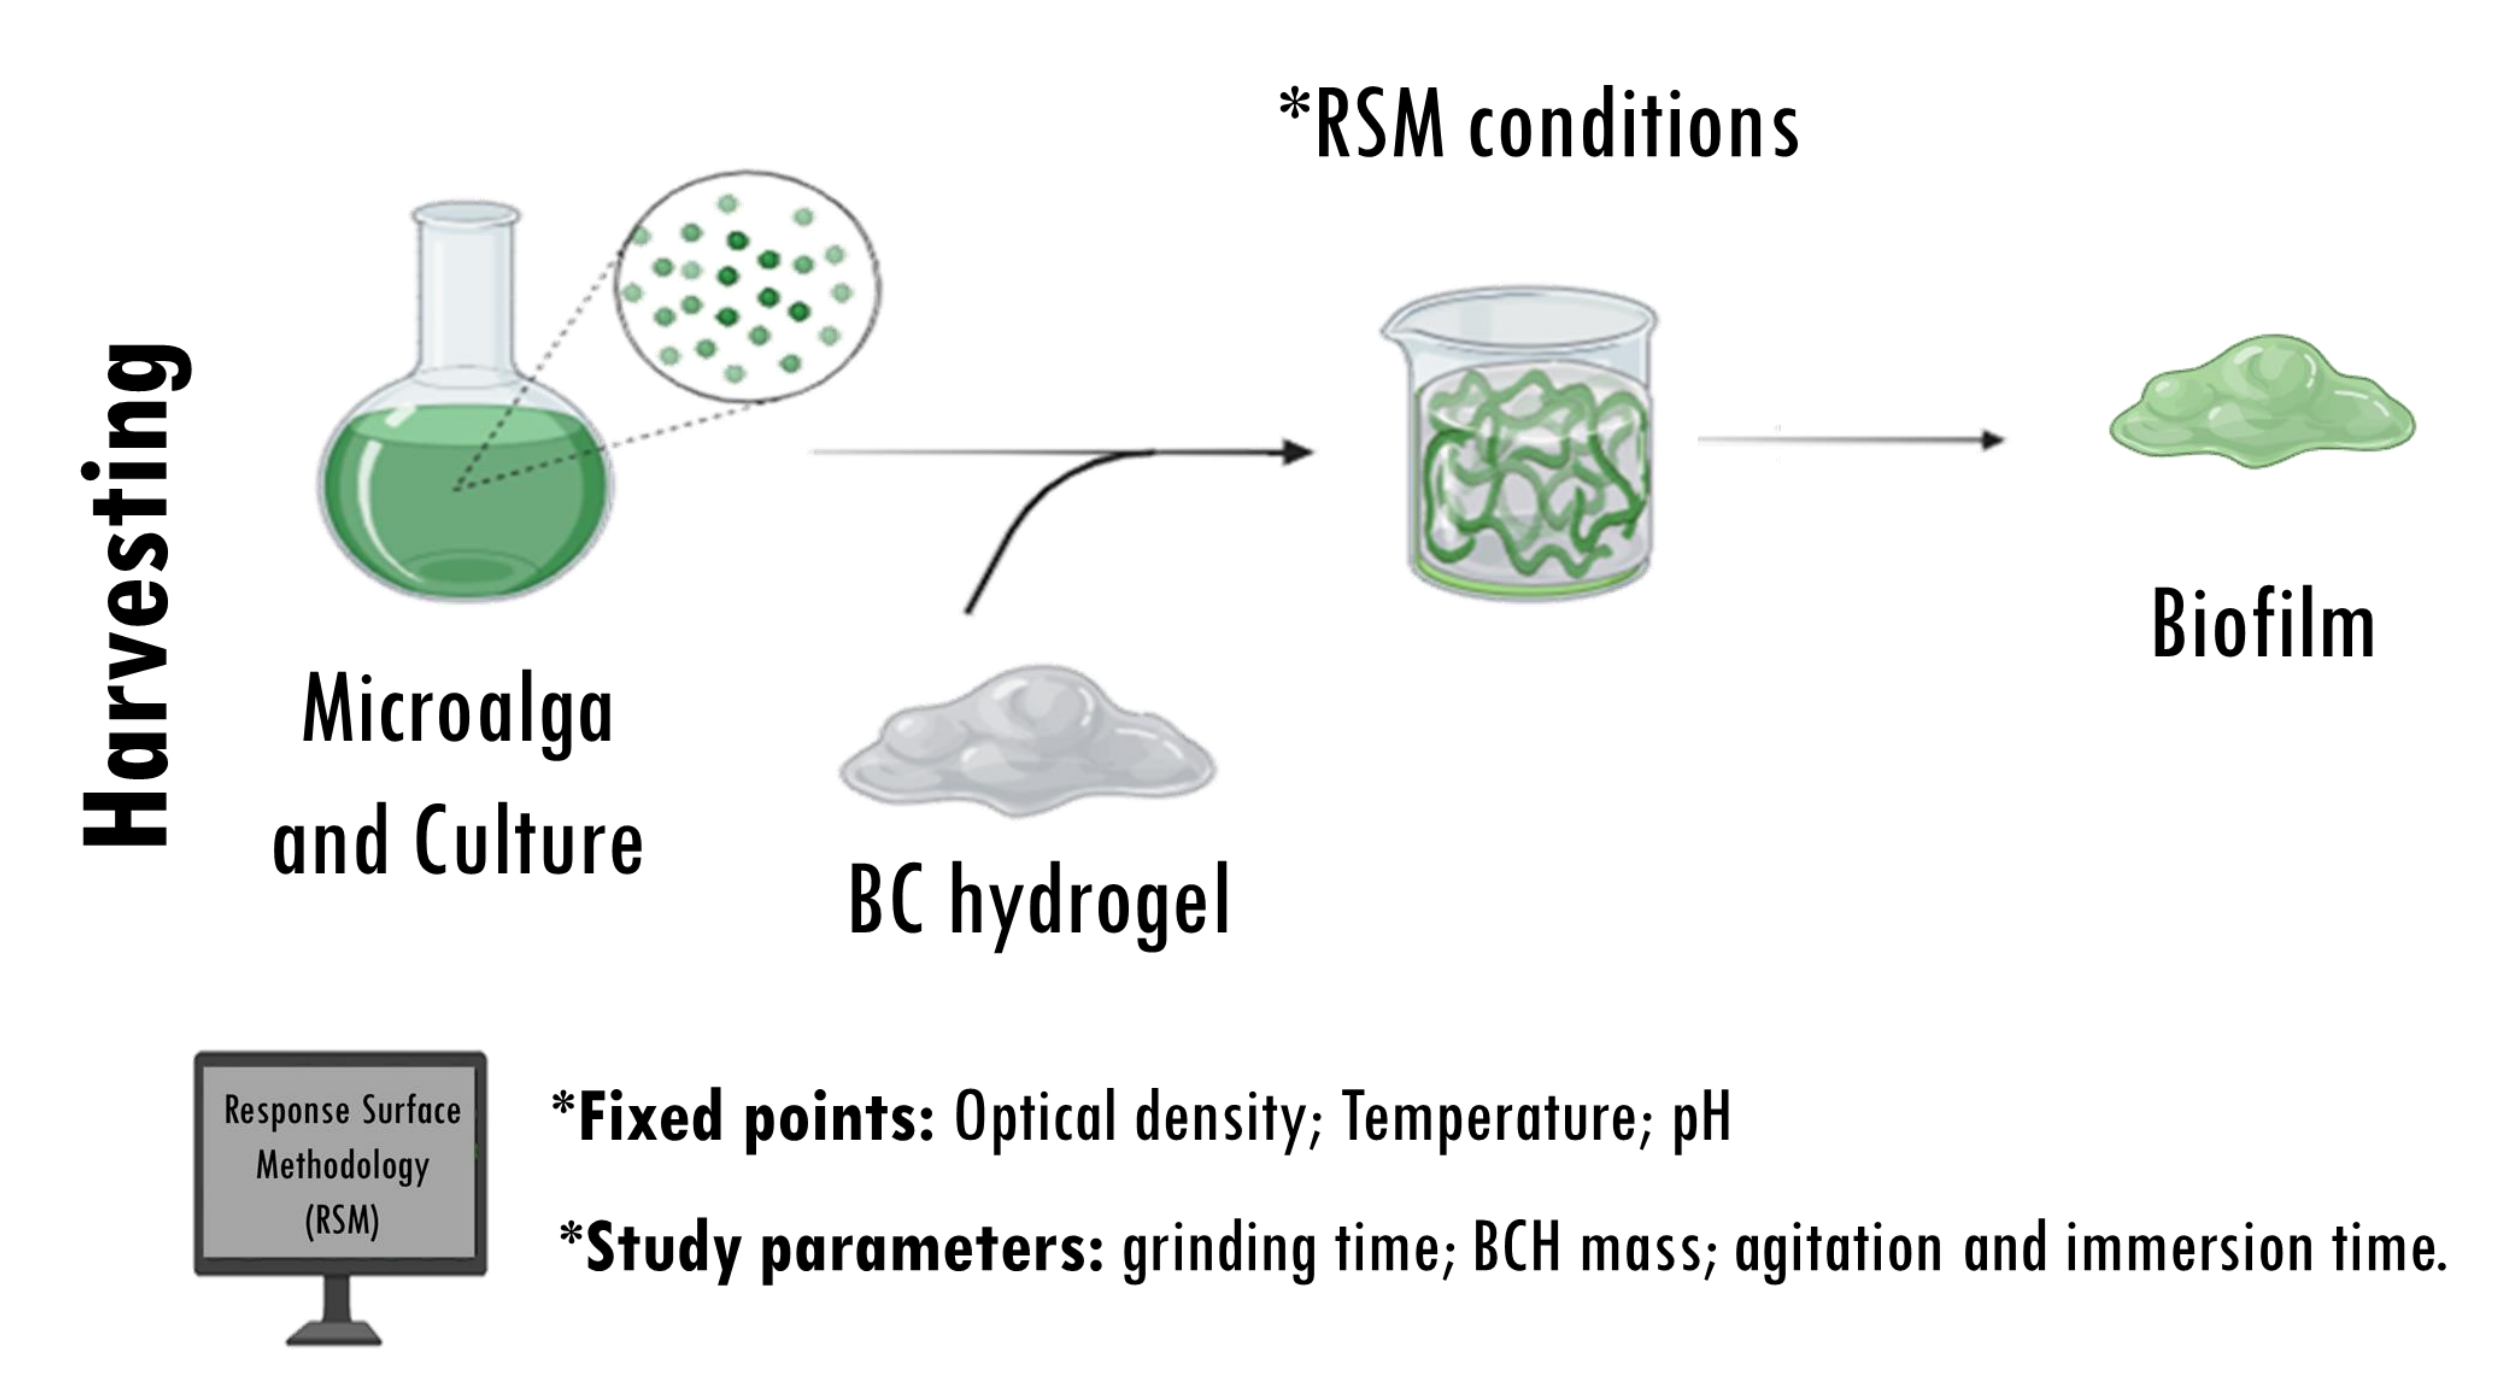 *RSM conditions
Harvesting
Microalga
and Culture
BC hydrogel
Biofilm
Response Surface
Methodology
(RSM)
*Fixed points: Optical density; Temperature; pH
*Study parameters: grinding time; BCH mass; agitation and immersion time.